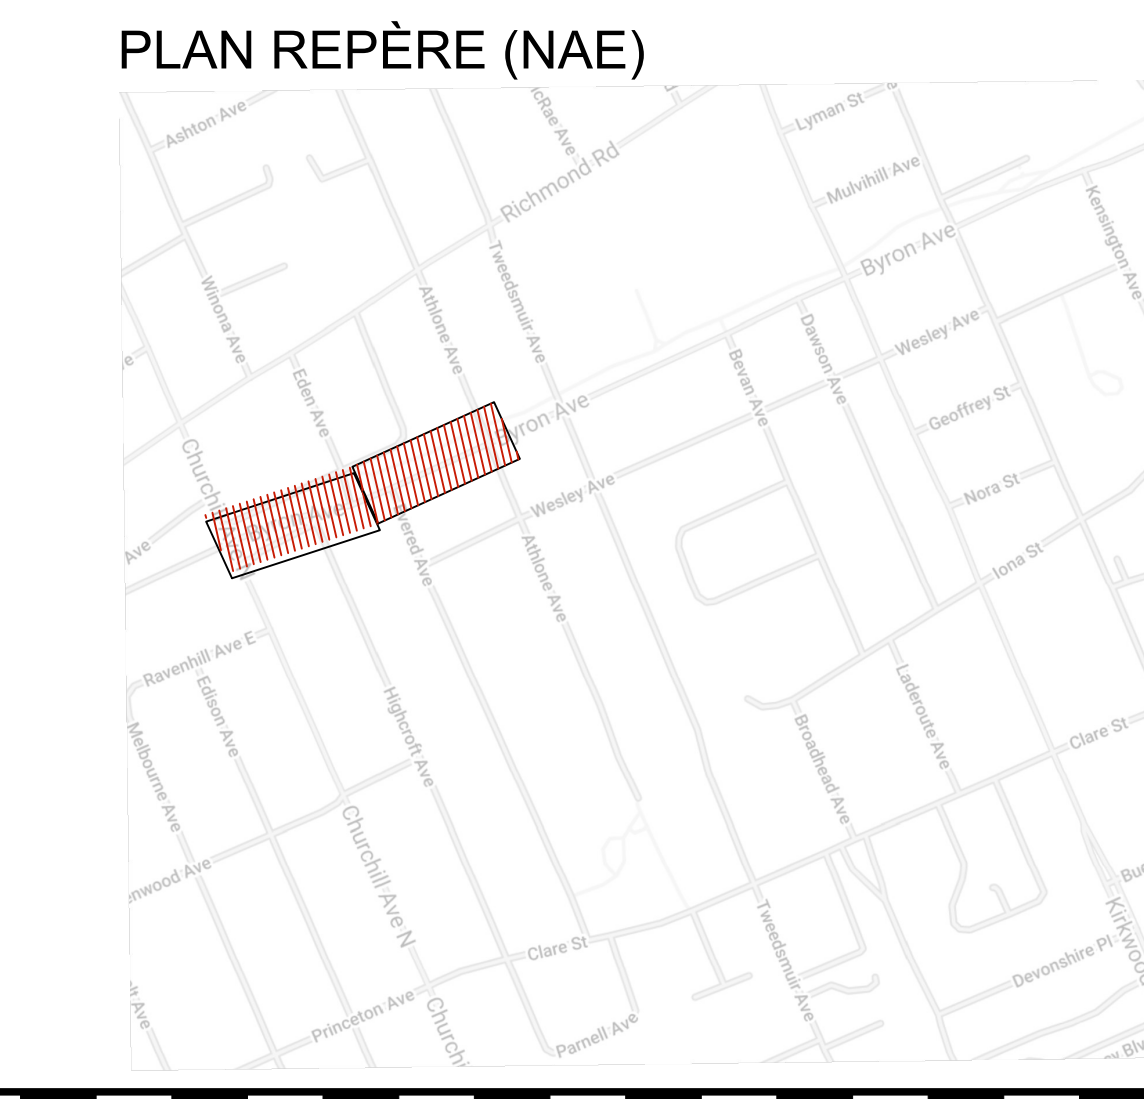 PLAN REPÈRE (NAE)
Ashton Ave
Lyman St
Richmond Rd
Mulvihill Ave
Kensington Ave
Byron Ave
Winona Ave
Athlone Ave
Tweedsmuir Ave
Dawson Ave
Wesley Ave
Bevan Ave
Eden Ave
Geoffrey St
Byron Ave
Nora St
Wesley Ave
Ave
Athlone Ave
Iona St
Ravenhill Ave E
Edison Ave
Highcroft Ave
Laderoute Ave
Melbourne Ave
Broadhead Ave
Clare St
Churchill Ave N
Clare St
Tweedsmuir Ave
Devonshire Pl
Princeton Ave
Parnell Ave